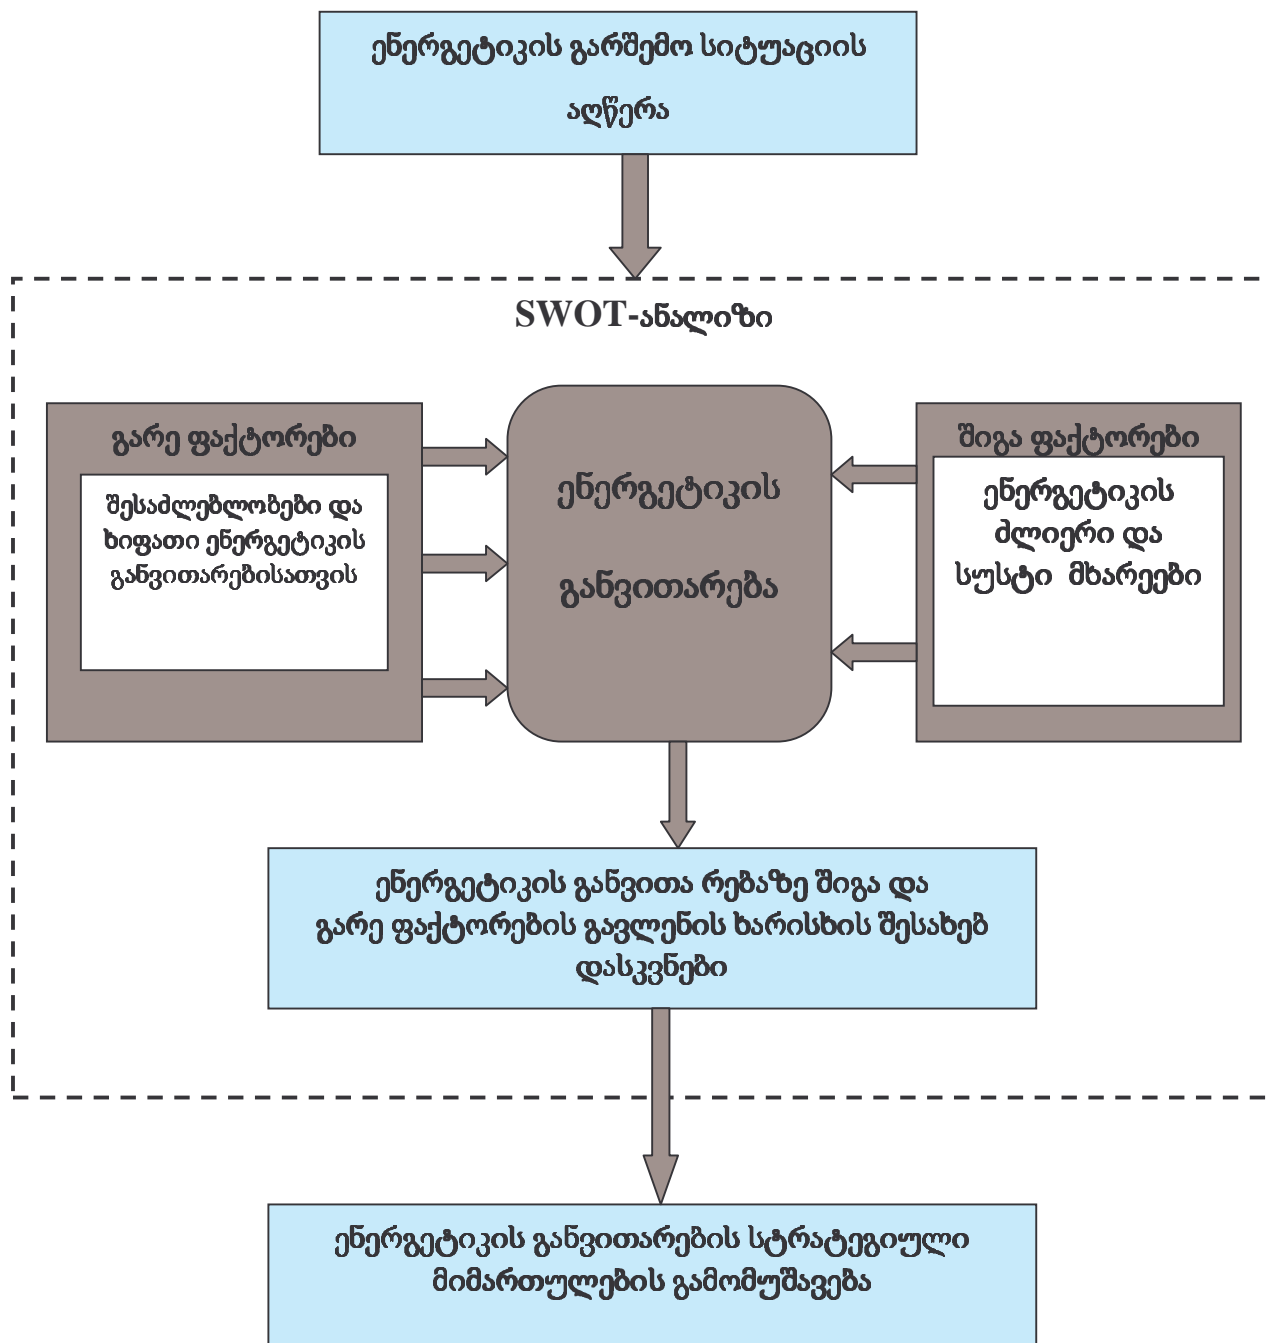 ენერგეტიკის გარშემო სიტუაციის
აღწერა
SWOT-ანალიზი
გარე ფაქტორები
შესაძლებლობები და
ხიფათი ენერგეტიკის
განვითარებისათვის
ენერგეტიკის
განვითარება
შიგა ფაქტორები
ენერგეტიკის
ძლიერი და
სუსტი მხარეები
ენერგეტიკის განვითა რებაზე შიგა და
გარე ფაქტორების გავლენის ხარისხის შესახებ
დასკვნები
ენერგეტიკის განვითარების სტრატეგიული
მიმართულების გამომუშავება